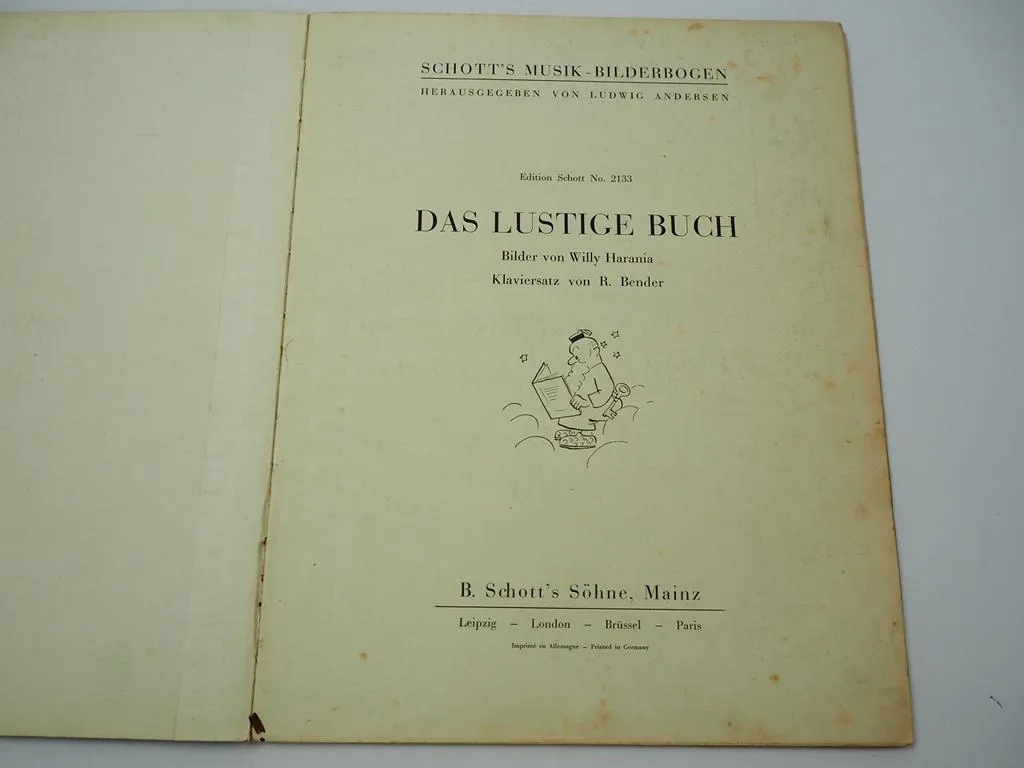 SCHOTT'S MUSIK-BILDERBOGEN
HERAUSGEGEBEN VON LUDWIG ANDERSEN
Edition Schott No. 2133
DAS LUSTIGE BUCH
Bilder von Willy Harania
Klaviersatz von R. Bender
B. Schott's Söhne, Mainz
Leipzig – London – Brüssel – Paris
Imprimé en Allemagne – Printed in Germany